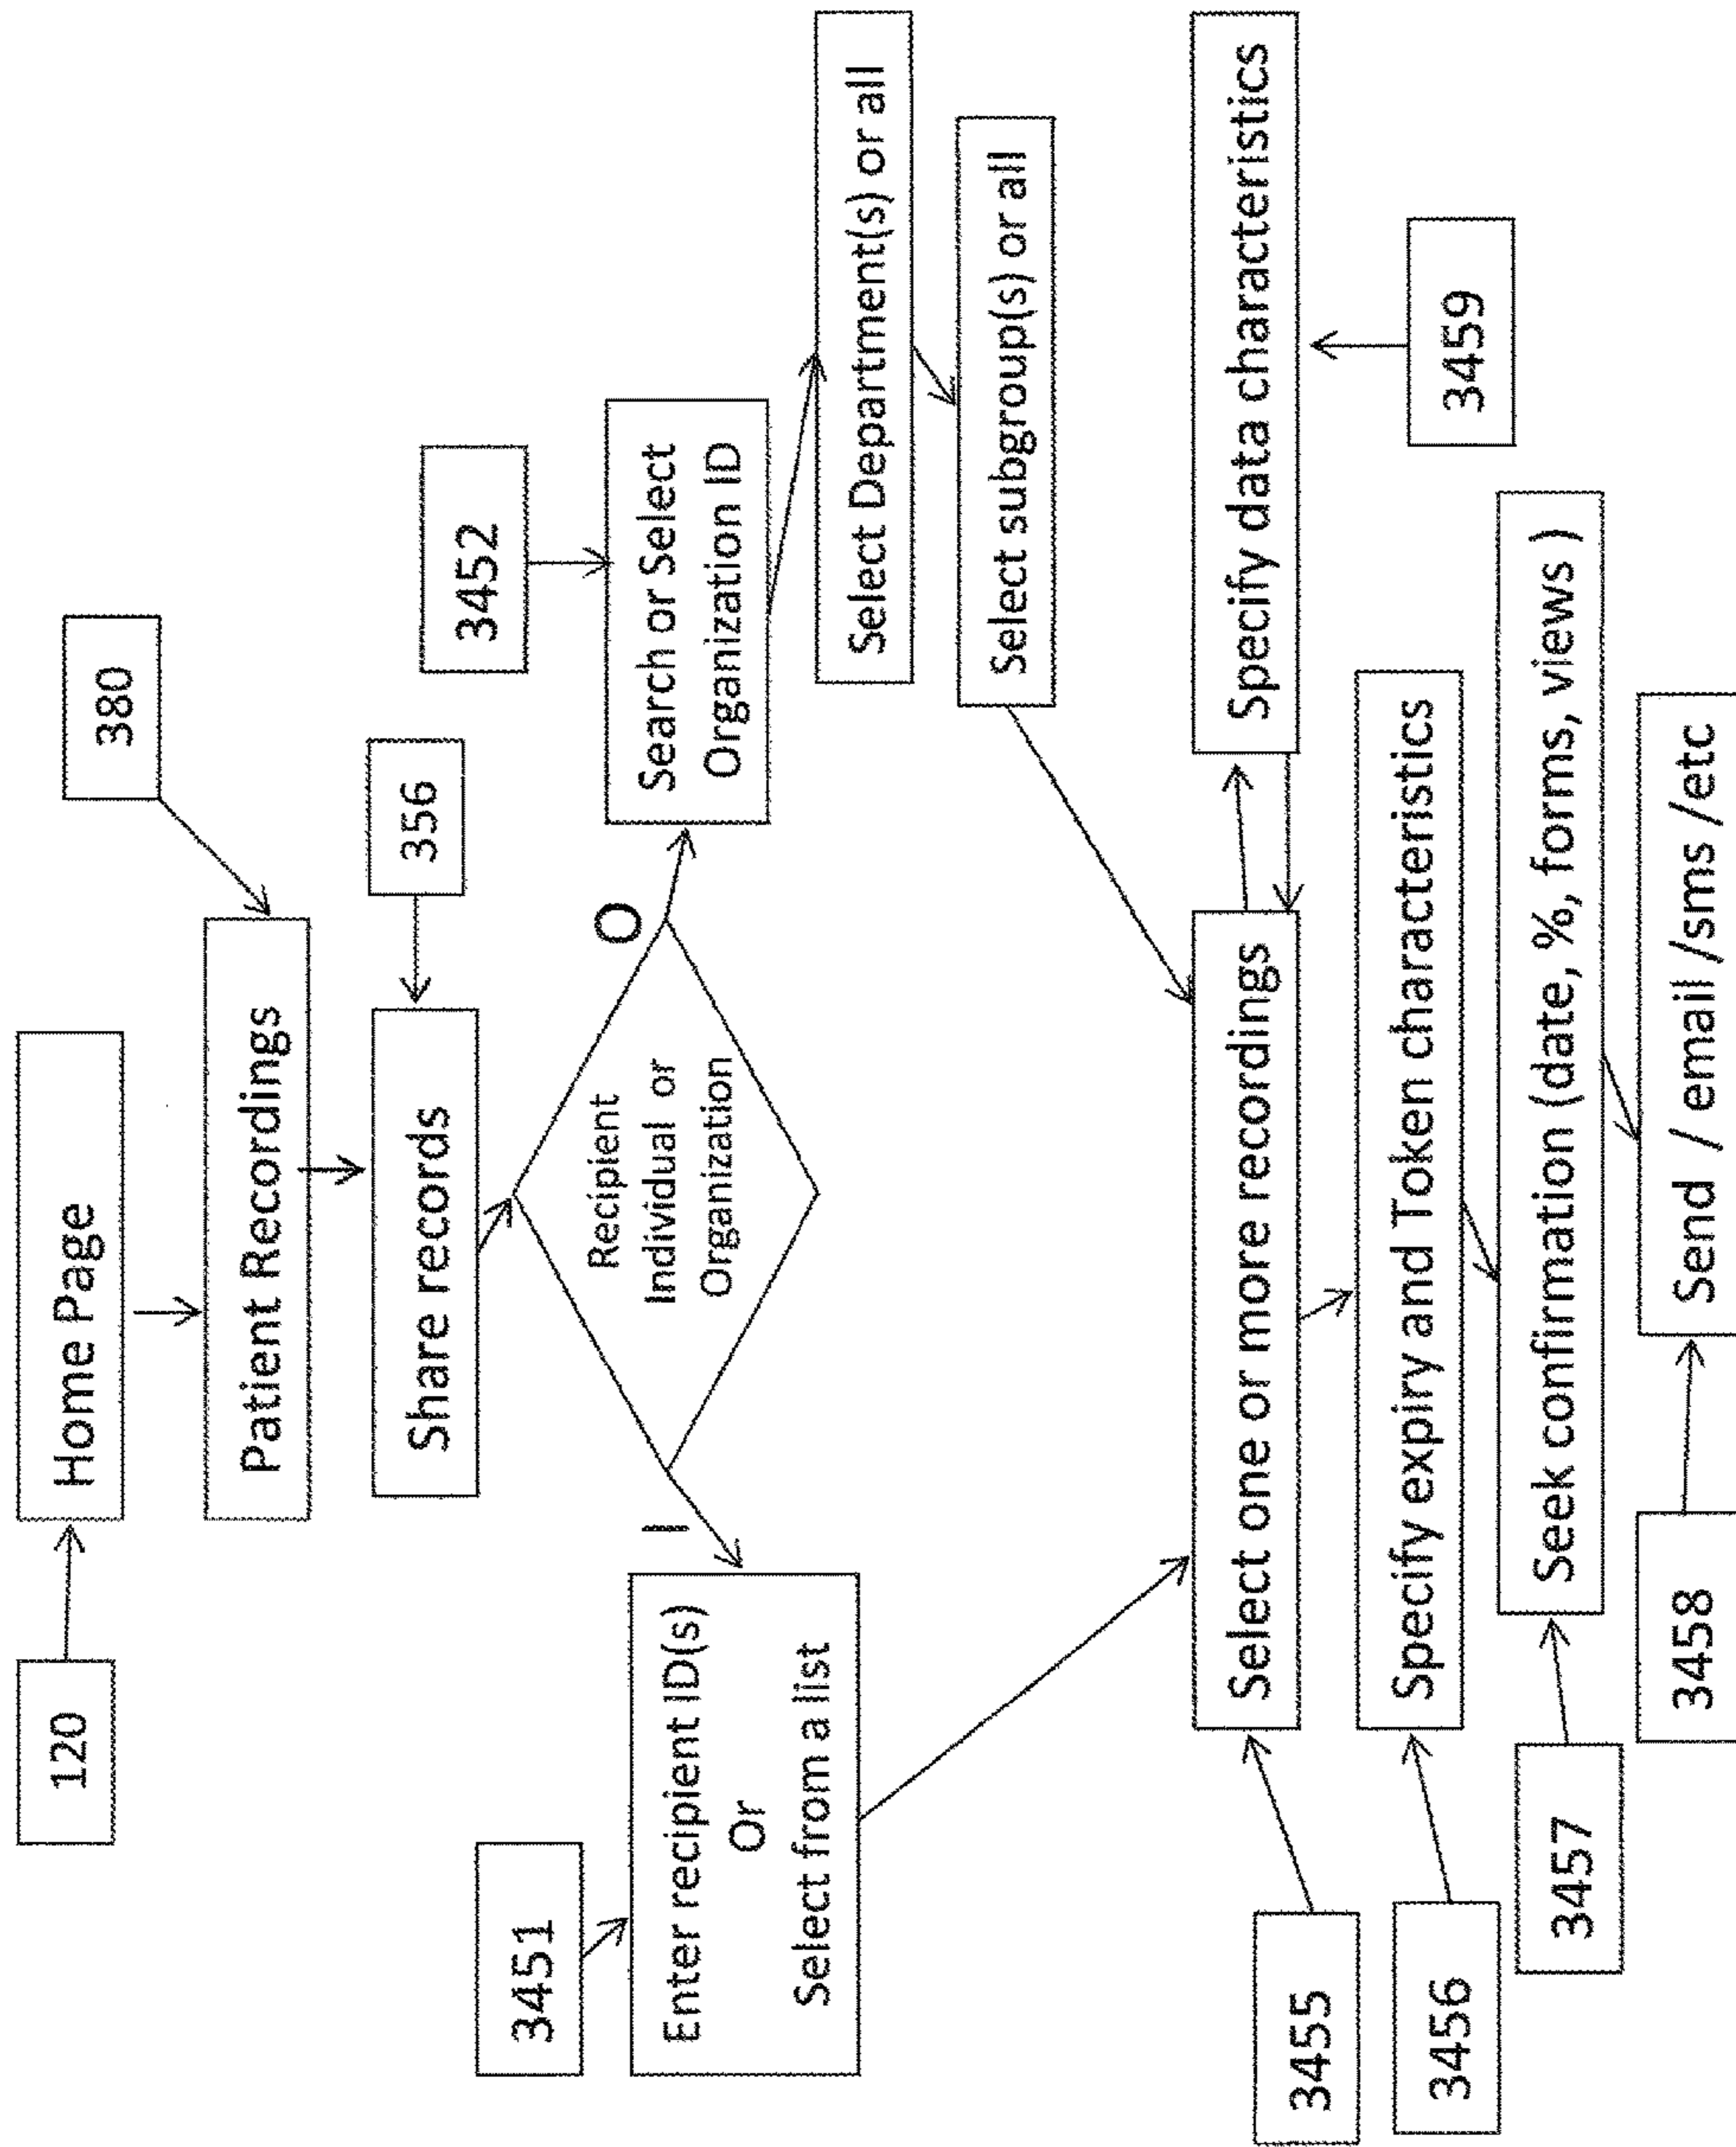 120
Home Page
380
Patient Recordings
356
Share records
Recipient
Individual or
Organization
I
O
3451
Enter recipient ID(s)
Or
Select from a list
3452
Search or Select
Organization ID
Select Department(s) or all
Select subgroup(s) or all
3455
Select one or more recordings
Specify data characteristics
3459
3456
Specify expiry and Token characteristics
3457
Seek confirmation (date, %, forms, views )
3458
Send / email /sms /etc